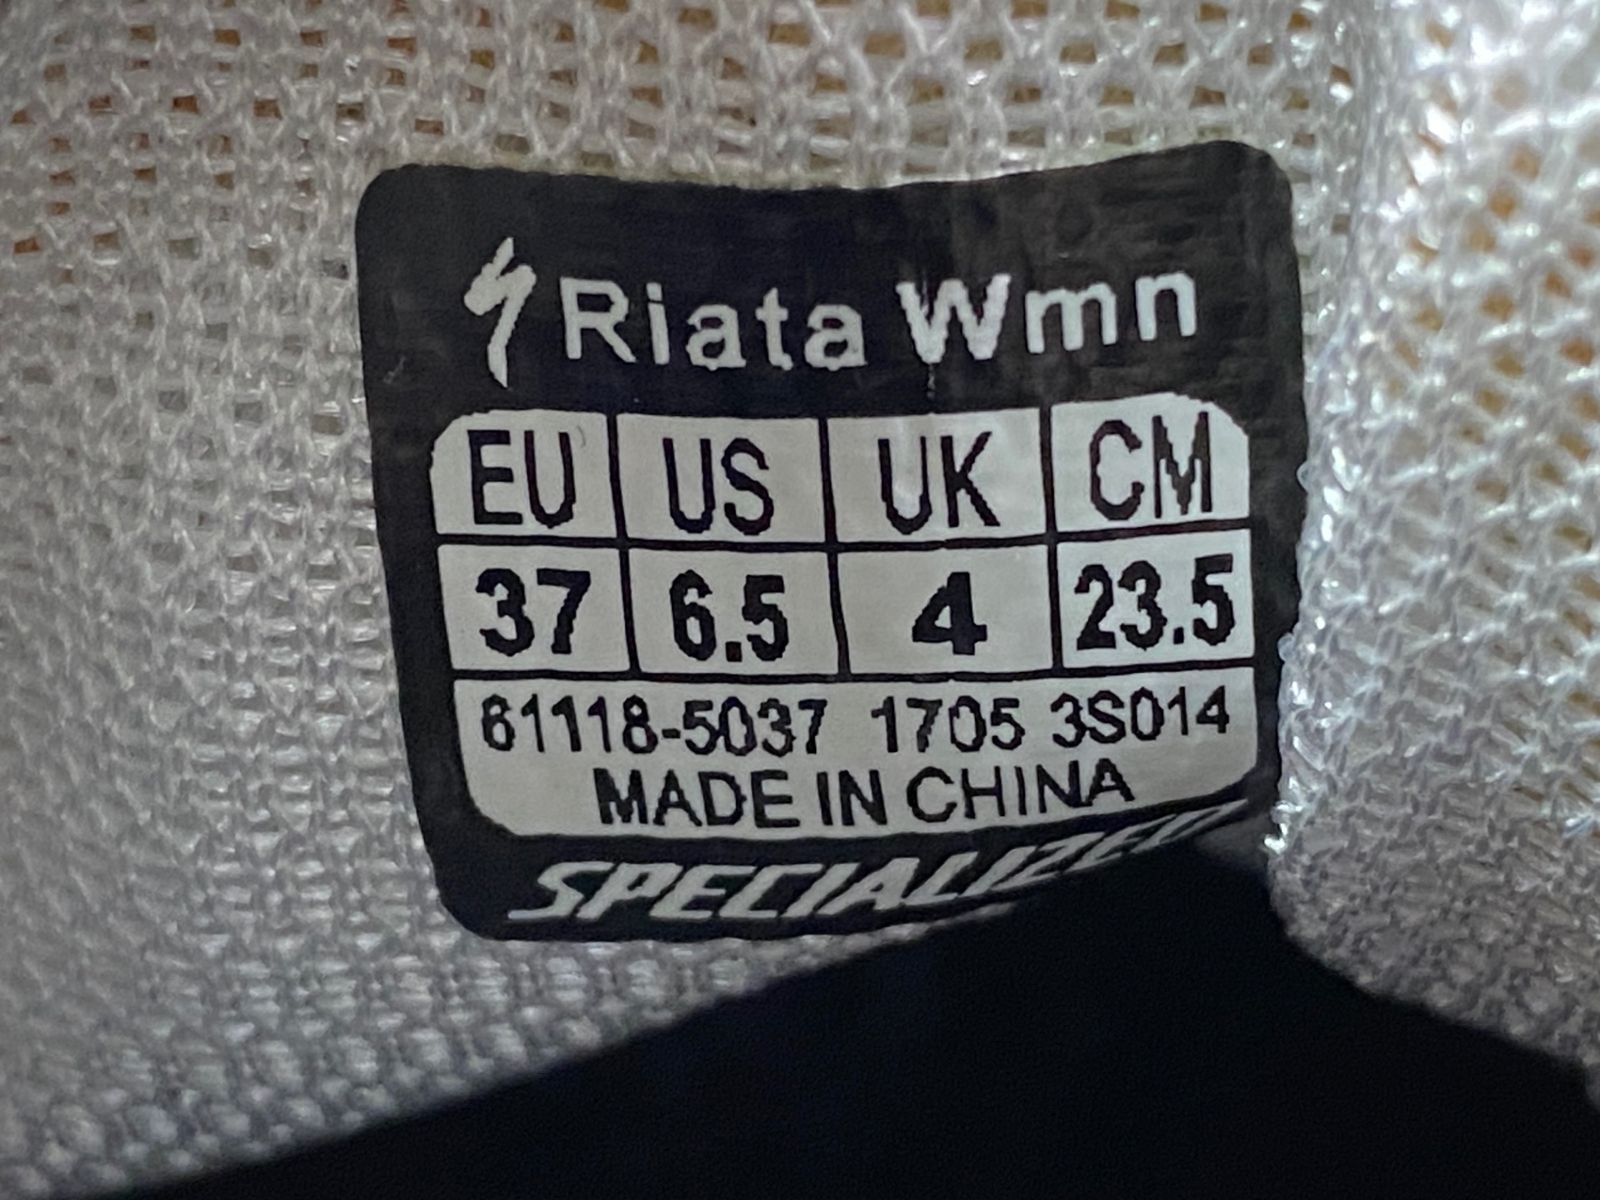 Riata Wmn
EU US UK CM
37 6.5 4 23.5
61118-5037 1705 3S014
MADE IN CHINA
SPECIALIZED